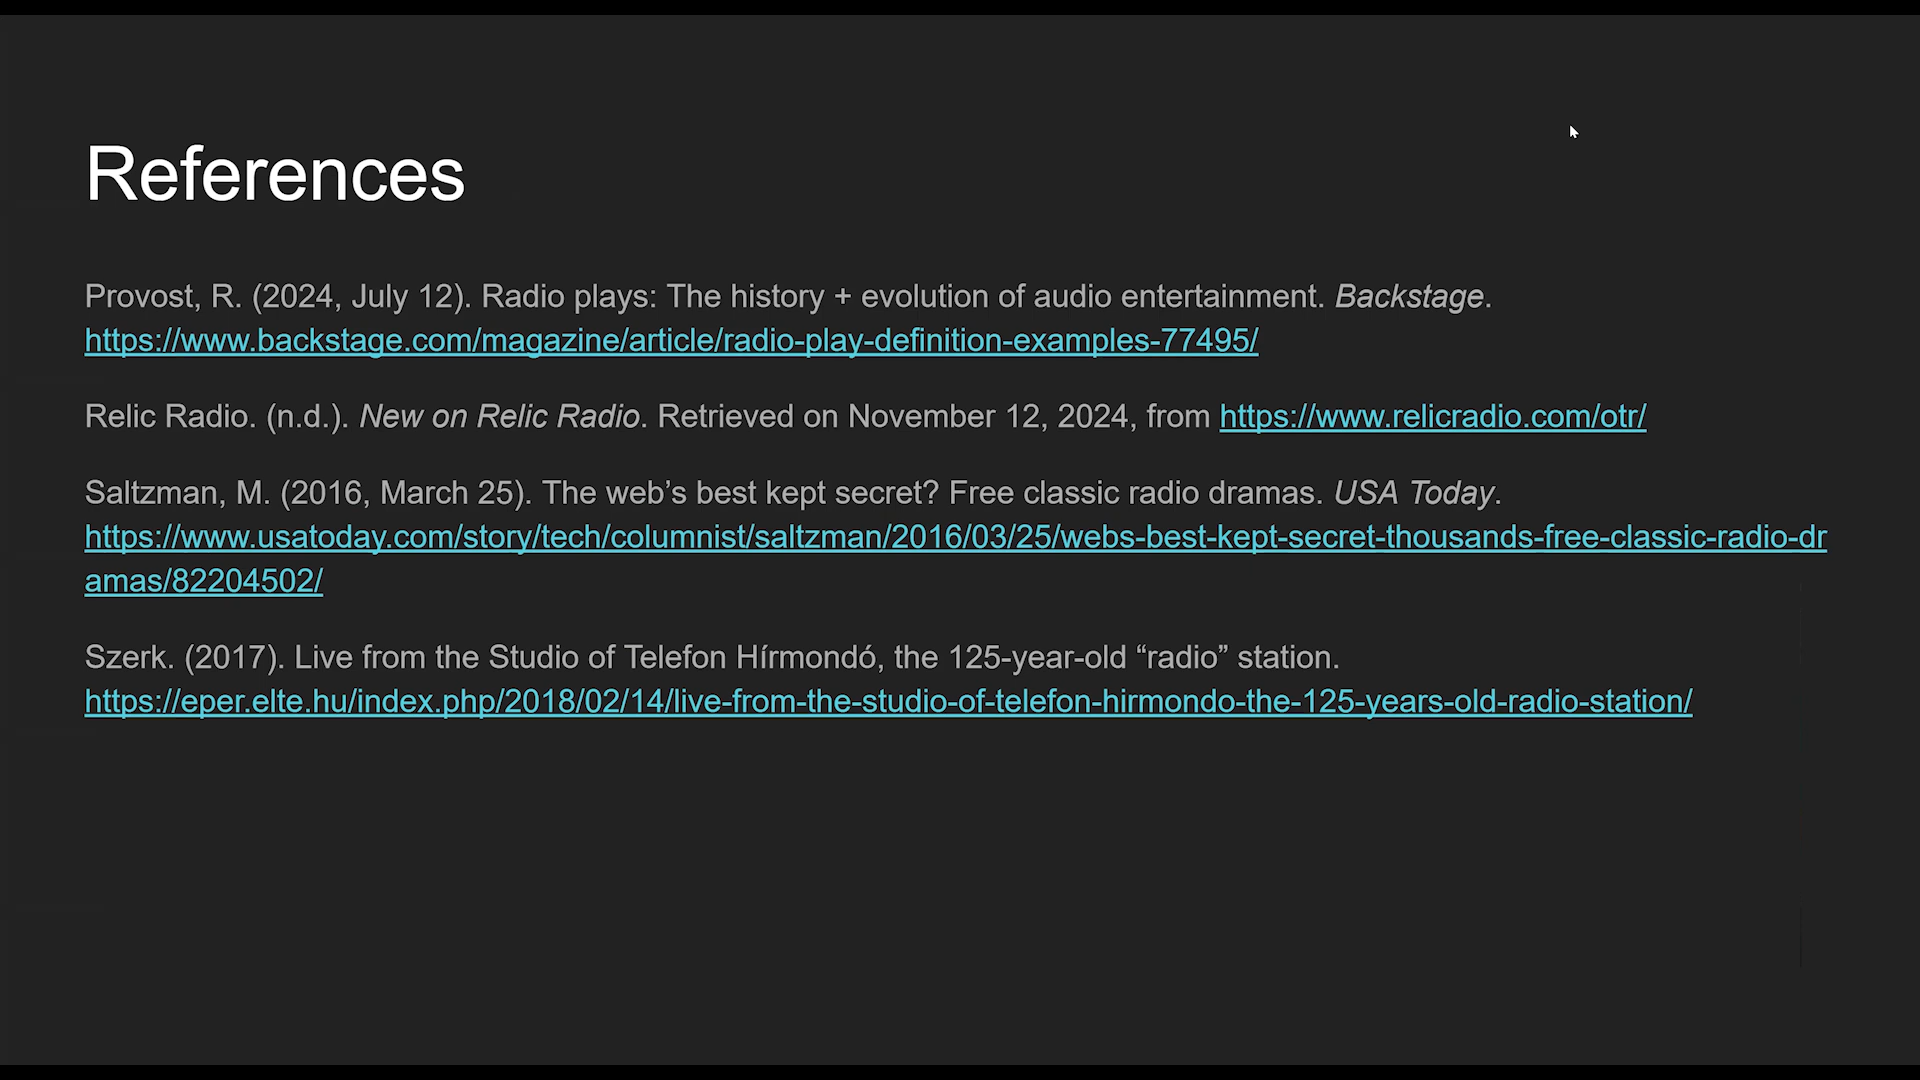 References
Provost, R. (2024, July 12). Radio plays: The history + evolution of audio entertainment. Backstage.
https://www.backstage.com/magazine/article/radio-play-definition-examples-77495/
Relic Radio. (n.d.). New on Relic Radio. Retrieved on November 12, 2024, from https://www.relicradio.com/otr/
Saltzman, M. (2016, March 25). The web’s best kept secret? Free classic radio dramas. USA Today.
https://www.usatoday.com/story/tech/columnist/saltzman/2016/03/25/webs-best-kept-secret-thousands-free-classic-radio-dr
amas/82204502/
Szerk. (2017). Live from the Studio of Telefon Hírmondó, the 125-year-old “radio” station.
https://eper.elte.hu/index.php/2018/02/14/live-from-the-studio-of-telefon-hirmondo-the-125-years-old-radio-station/